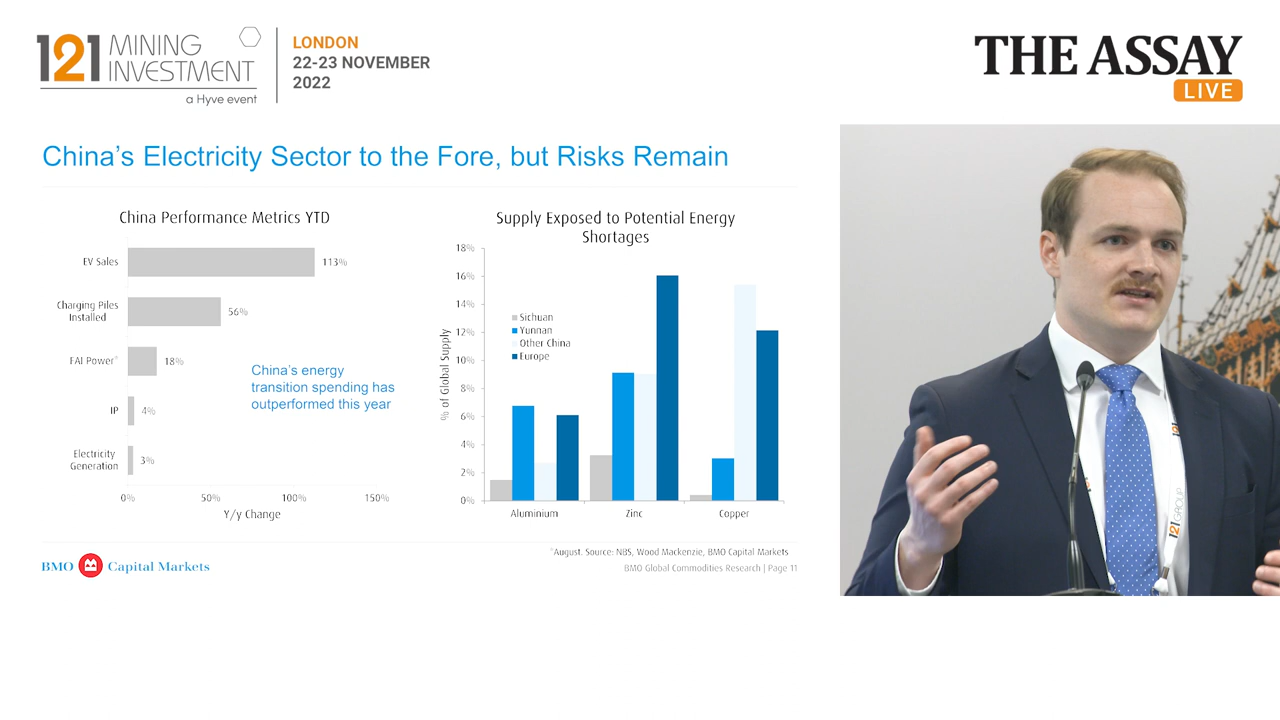 121 MINING
INVESTMENT
a Hyve event
LONDON
22-23 NOVEMBER
2022
THE ASSAY
LIVE
China's Electricity Sector to the Fore, but Risks Remain
China Performance Metrics YTD
EV Sales
113%
Charging Piles
Installed
56%
FAI Power*
18%
IP
4%
Electricity
Generation
3%
0%
50%
100%
150%
Y/y Change
China's energy
transition spending has
outperformed this year
Supply Exposed to Potential Energy
Shortages
% of Global Supply
18%
16%
14%
12%
10%
8%
6%
4%
2%
0%
Sichuan
Yunnan
Other China
Europe
Aluminium
Zinc
Copper
*August. Source: NBS, Wood Mackenzie, BMO Capital Markets
BMO Capital Markets
BMO Global Commodities Research | Page 11
121
121 GROUP